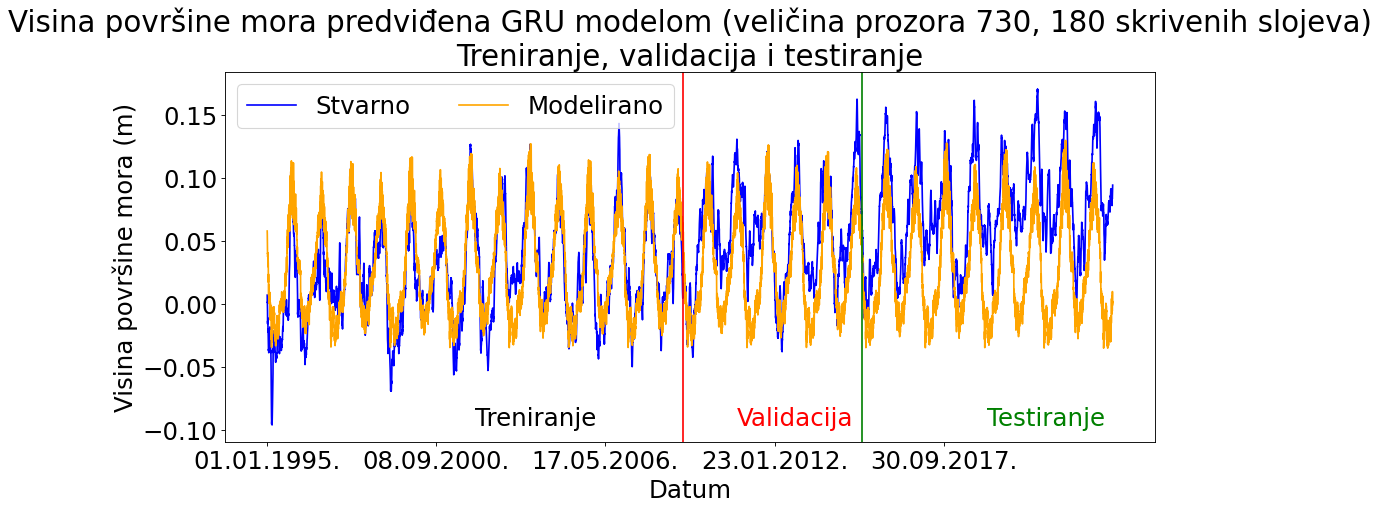 Visina površine mora predviđena GRU modelom (veličina prozora 730, 180 skrivenih slojeva)
Treniranje, validacija i testiranje
Stvarno
Modelirano
Visina površine mora (m)
0.15
0.10
0.05
0.00
−0.05
−0.10
Treniranje
Validacija
Testiranje
01.01.1995.
08.09.2000.
17.05.2006.
23.01.2012.
30.09.2017.
Datum